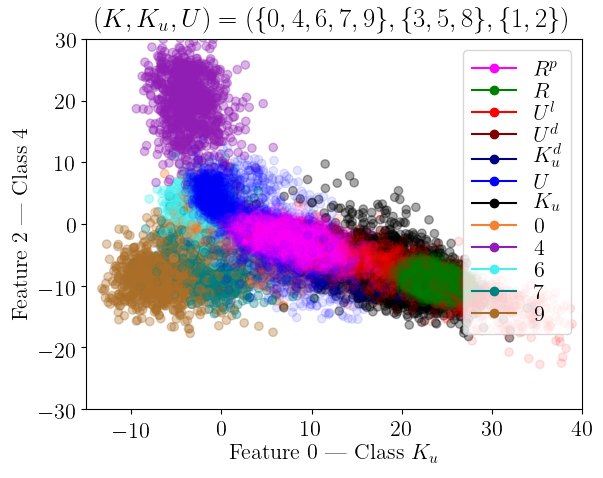 (K, K_u, U) = ({0, 4, 6, 7, 9}, {3, 5, 8}, {1, 2})
30
20
10
0
−10
−20
−30
Feature 2 — Class 4
R^p
R
U^l
U^d
K_u^d
U
K_u
0
4
6
7
9
−10
0
10
20
30
40
Feature 0 — Class K_u